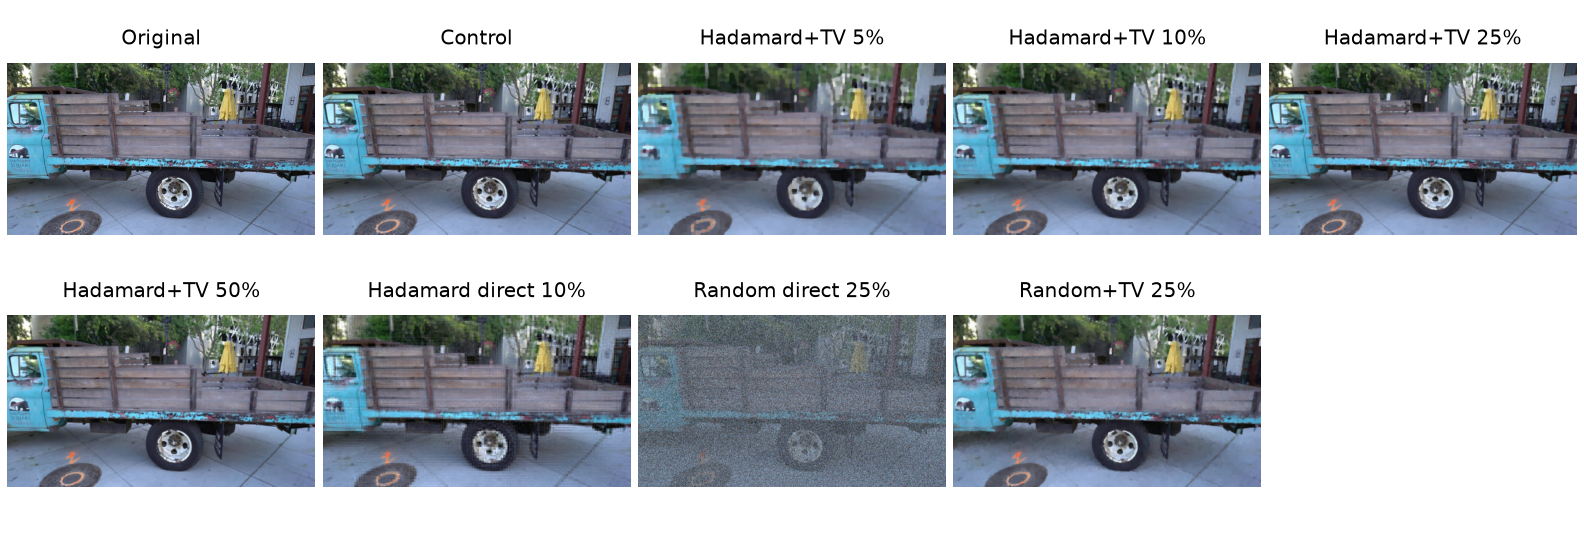 Original
Control
Hadamard+TV 5%
Hadamard+TV 10%
Hadamard+TV 25%
Hadamard+TV 50%
Hadamard direct 10%
Random direct 25%
Random+TV 25%